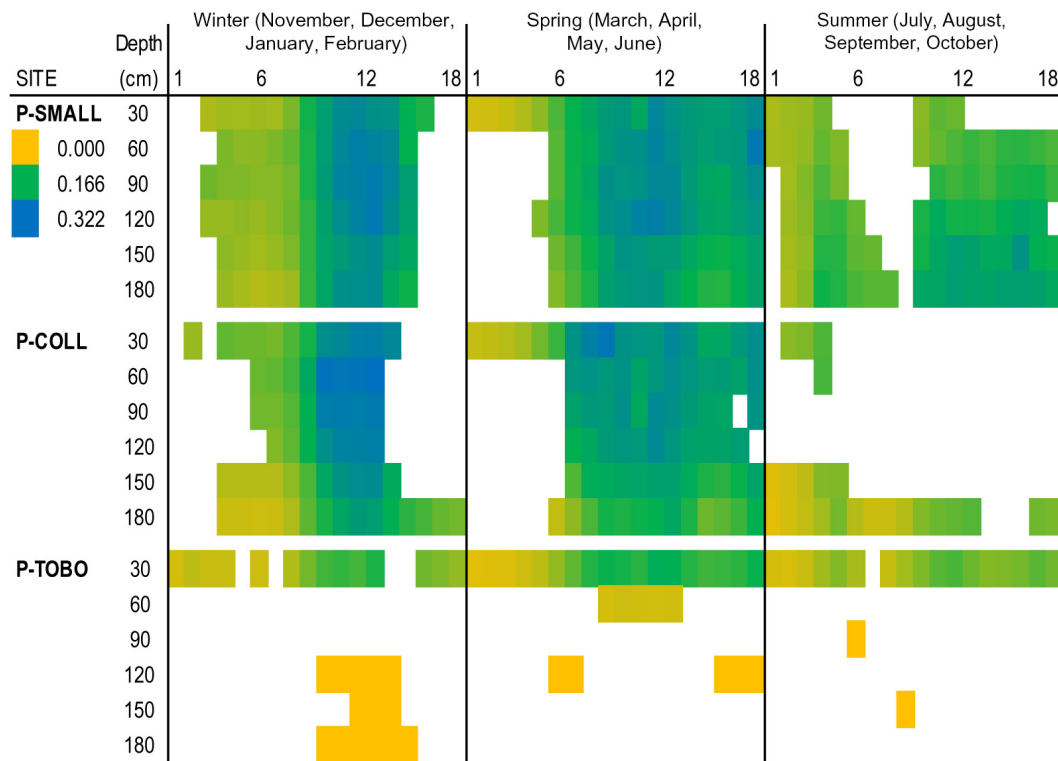 Winter (November, December,
January, February)
Spring (March, April,
May, June)
Summer (July, August,
September, October)
Depth
SITE (cm) 1 6 12 18 1 6 12 18 1 6 12 18
P-SMALL 30
0.000 60
0.166 90
0.322 120
150
180
P-COLL 30
60
90
120
150
180
P-TOBO 30
60
90
120
150
180